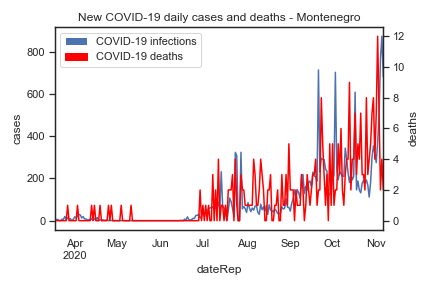 New COVID-19 daily cases and deaths - Montenegro
COVID-19 infections
COVID-19 deaths
800
600
400
200
0
cases
12
10
8
6
4
2
0
deaths
Apr May Jun Jul Aug Sep Oct Nov
2020
dateRep